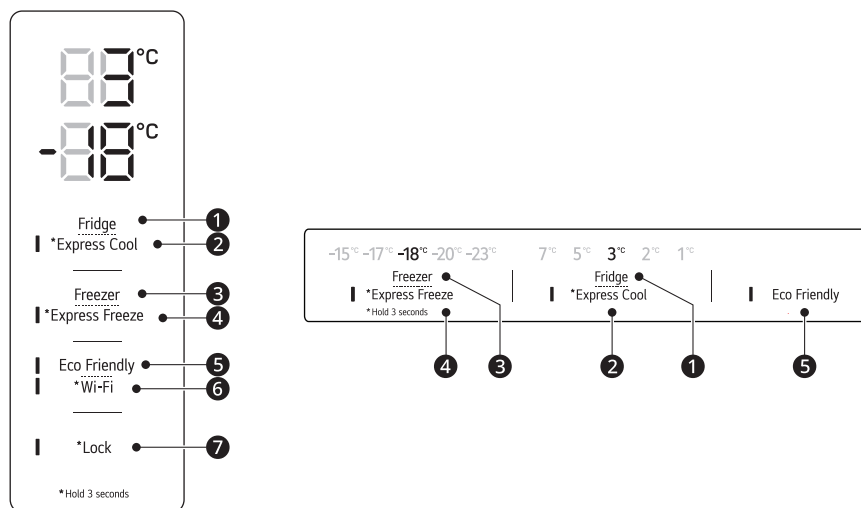 3°C
-18°C
Fridge 1
*Express Cool 2
Freezer 3
*Express Freeze 4
Eco Friendly 5
*Wi-Fi 6
*Lock 7
*Hold 3 seconds
-15°C -17°C -18°C -20°C -23°C 7°C 5°C 3°C 2°C 1°C
Freezer Fridge
*Express Freeze *Express Cool Eco Friendly
*Hold 3 seconds
4 3 2 1 5